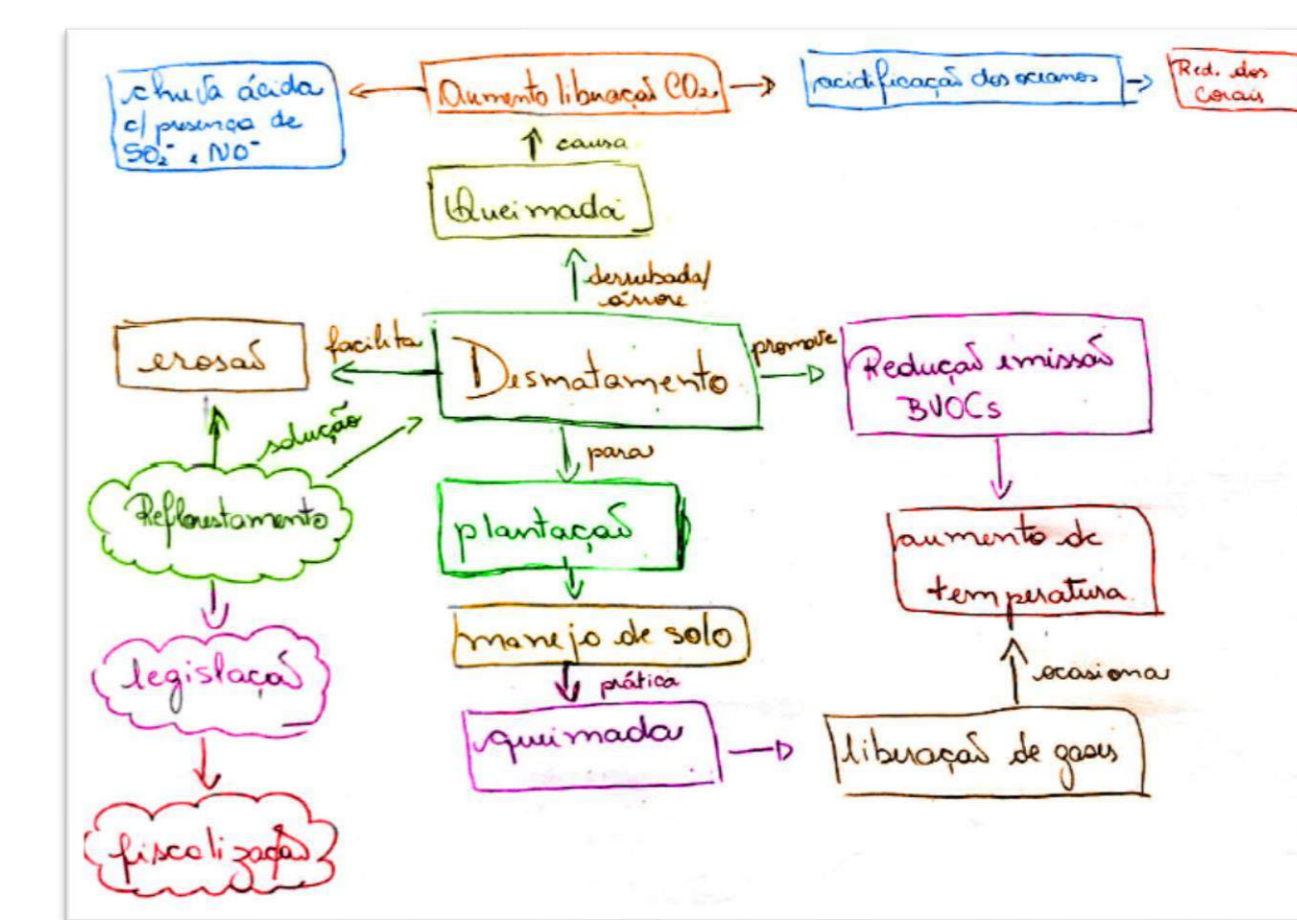 chuva ácida
c/ presença de
SO₂⁻ e NO⁻
Aumento liberação CO₂
acidificação dos oceanos
Red. dos
Corais
causa
Queimada
derrubada/
árvore
erosão
facilita
Desmatamento
promove
Redução emissão
BVOCs
solução
para
Reflorestamento
plantação
aumento de
temperatura
manejo de solo
legislação
prática
ocasiona
queimada
liberação de gases
fiscalização